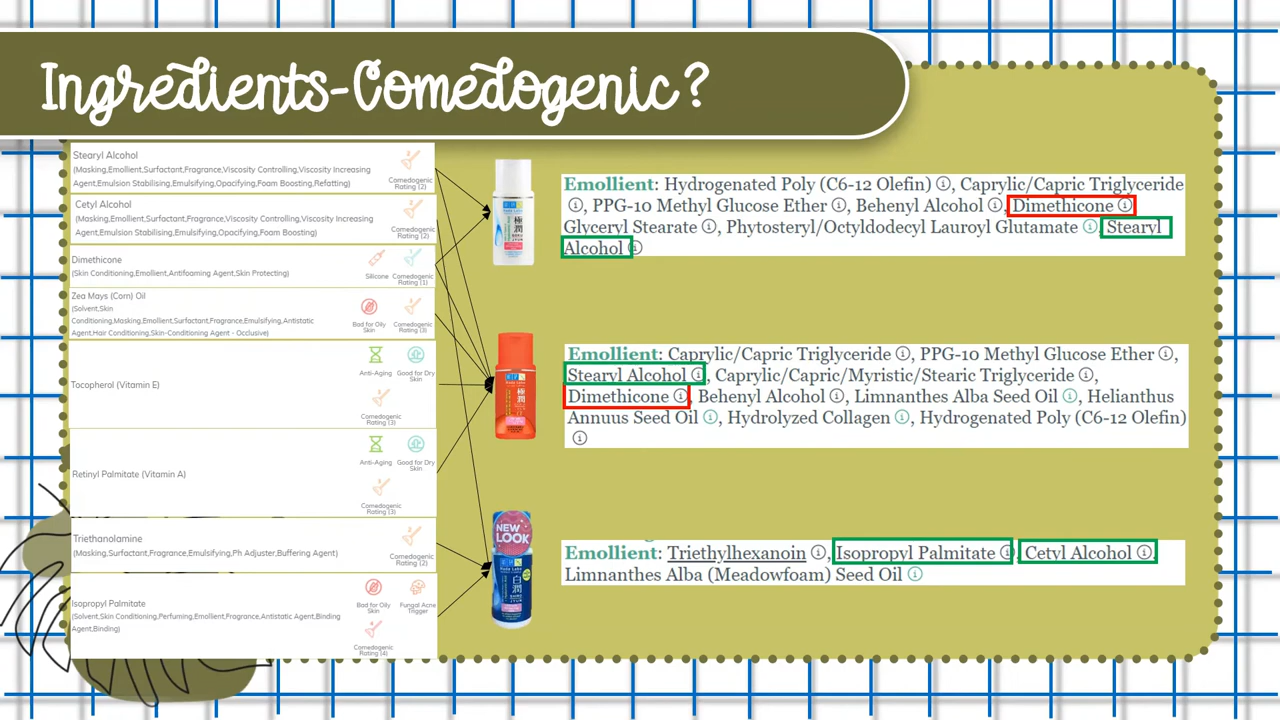 Ingredients-Comedogenic?
Stearyl Alcohol
(Masking,Emollient,Surfactant,Fragrance,Viscosity Controlling,Viscosity Increasing
Agent,Emulsion Stabilising,Emulsifying,Opacifying,Foam Boosting,Refatting)
Comedogenic
Rating (2)
Cetyl Alcohol
(Masking,Emollient,Surfactant,Fragrance,Viscosity Controlling,Viscosity Increasing
Agent,Emulsion Stabilising,Emulsifying,Opacifying,Foam Boosting)
Comedogenic
Rating (2)
Dimethicone
(Skin Conditioning,Emollient,Antifoaming Agent,Skin Protecting)
Silicone
Comedogenic
Rating (1)
Zea Mays (Corn) Oil
(Solvent,Skin
Conditioning,Masking,Emollient,Surfactant,Fragrance,Emulsifying,Antistatic
Agent,Hair Conditioning,Skin-Conditioning Agent - Occlusive)
Bad for Oily
Skin
Comedogenic
Rating (3)
Tocopherol (Vitamin E)
Anti-Aging
Good for Dry
Skin
Comedogenic
Rating (3)
Retinyl Palmitate (Vitamin A)
Anti-Aging
Good for Dry
Skin
Comedogenic
Rating (3)
Triethanolamine
(Masking,Surfactant,Fragrance,Emulsifying,Ph Adjuster,Buffering Agent)
Comedogenic
Rating (2)
Isopropyl Palmitate
(Solvent,Skin Conditioning,Perfuming,Emollient,Fragrance,Antistatic Agent,Binding
Agent,Binding)
Bad for Oily
Skin
Fungal Acne
Trigger
Comedogenic
Rating (4)
Emollient: Hydrogenated Poly (C6-12 Olefin) ⓘ, Caprylic/Capric Triglyceride
ⓘ, PPG-10 Methyl Glucose Ether ⓘ, Behenyl Alcohol ⓘ, Dimethicone ⓘ
Glyceryl Stearate ⓘ, Phytosteryl/Octyldodecyl Lauroyl Glutamate ⓘ, Stearyl
Alcohol ⓘ
極潤
Emollient: Caprylic/Capric Triglyceride ⓘ, PPG-10 Methyl Glucose Ether ⓘ,
Stearyl Alcohol ⓘ, Caprylic/Capric/Myristic/Stearic Triglyceride ⓘ,
Dimethicone ⓘ, Behenyl Alcohol ⓘ, Limnanthes Alba Seed Oil ⓘ, Helianthus
Annuus Seed Oil ⓘ, Hydrolyzed Collagen ⓘ, Hydrogenated Poly (C6-12 Olefin)
ⓘ
極潤
NEW
LOOK
白潤
Emollient: Triethylhexanoin ⓘ, Isopropyl Palmitate ⓘ, Cetyl Alcohol ⓘ,
Limnanthes Alba (Meadowfoam) Seed Oil ⓘ